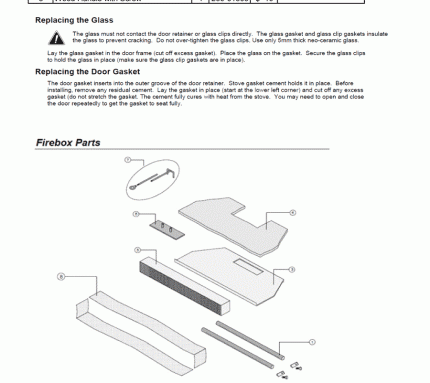 Replacing the Glass
The glass must not contact the door retainer or glass clips directly. The glass gasket and glass clip gaskets insulate
the glass to prevent cracking. Do not over-tighten the glass clips. Use only 5mm thick neo-ceramic glass.
Lay the glass gasket in the door frame (cut off excess gasket). Place the glass on the gasket. Secure the glass clips
to hold the glass in place (make sure the glass clip gaskets are in place).
Replacing the Door Gasket
The door gasket inserts into the outer groove of the door retainer. Stove gasket cement holds it in place. Before
installing, remove any residual cement. Lay the gasket in place (start at the lower left corner) and cut off any excess
gasket (do not stretch the gasket. The cement fully cures with heat from the stove. You may need to open and close
the door repeatedly to get the gasket to seat fully.
Firebox Parts